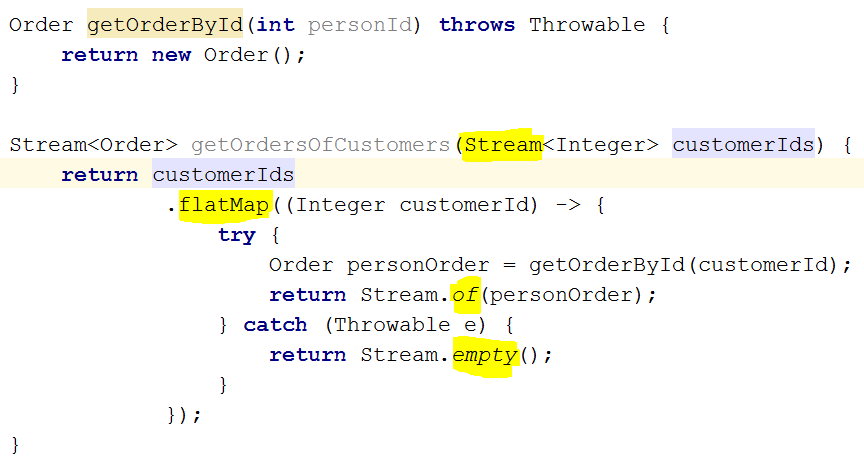 Order getOrderById(int personId) throws Throwable {
    return new Order();
}
Stream<Order> getOrdersOfCustomers(Stream<Integer> customerIds) {
    return customerIds
            .flatMap((Integer customerId) -> {
                try {
                    Order personOrder = getOrderById(customerId);
                    return Stream.of(personOrder);
                } catch (Throwable e) {
                    return Stream.empty();
                }
            });
}